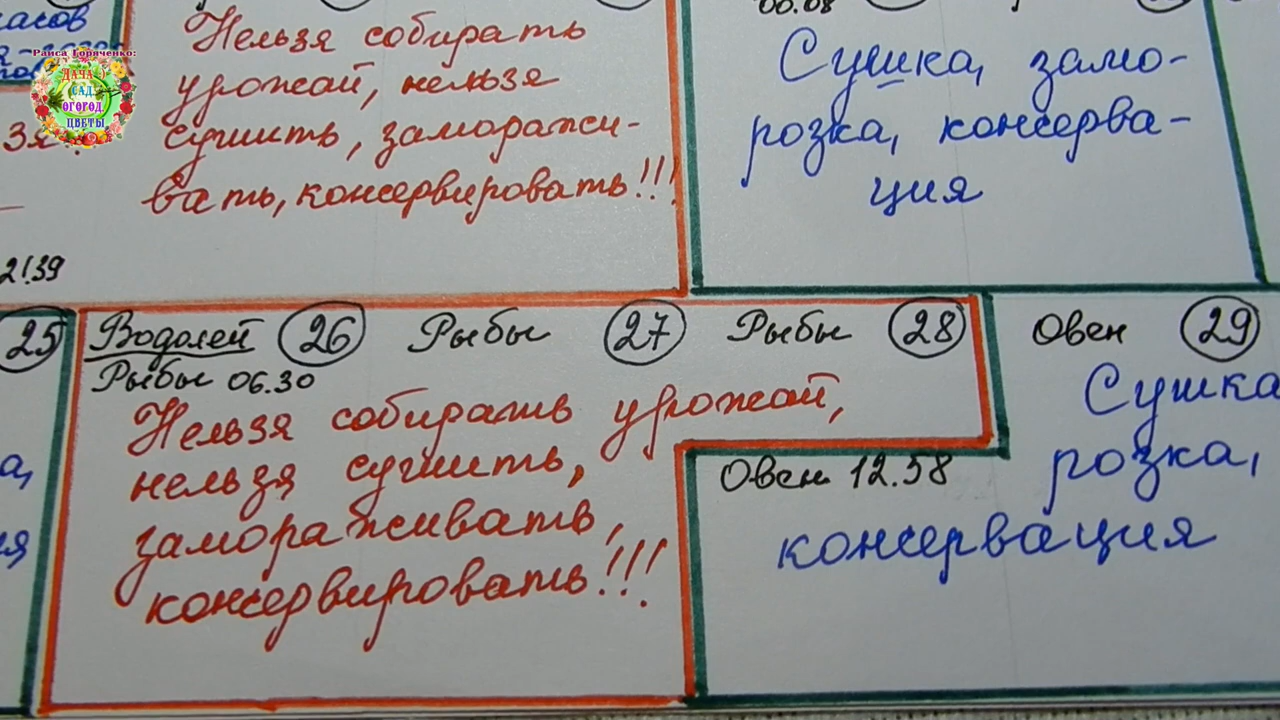 Раиса Горяченко:
ДАЧА
САД,
ОГОРОД,
ЦВЕТЫ.
Нельзя собирать
урожай, нельзя
сушить, заморажи-
вать, консервировать!!!
Сушка, замо-
розка, консерва-
ция
21.39
25
Водолей 26 Рыбы 27 Рыбы 28
Рыбы 06.30
Нельзя собирать урожай,
нельзя сушить,
замораживать,
консервировать!!!
Овен 29
Овен 12.58
Сушка
розка,
консервация